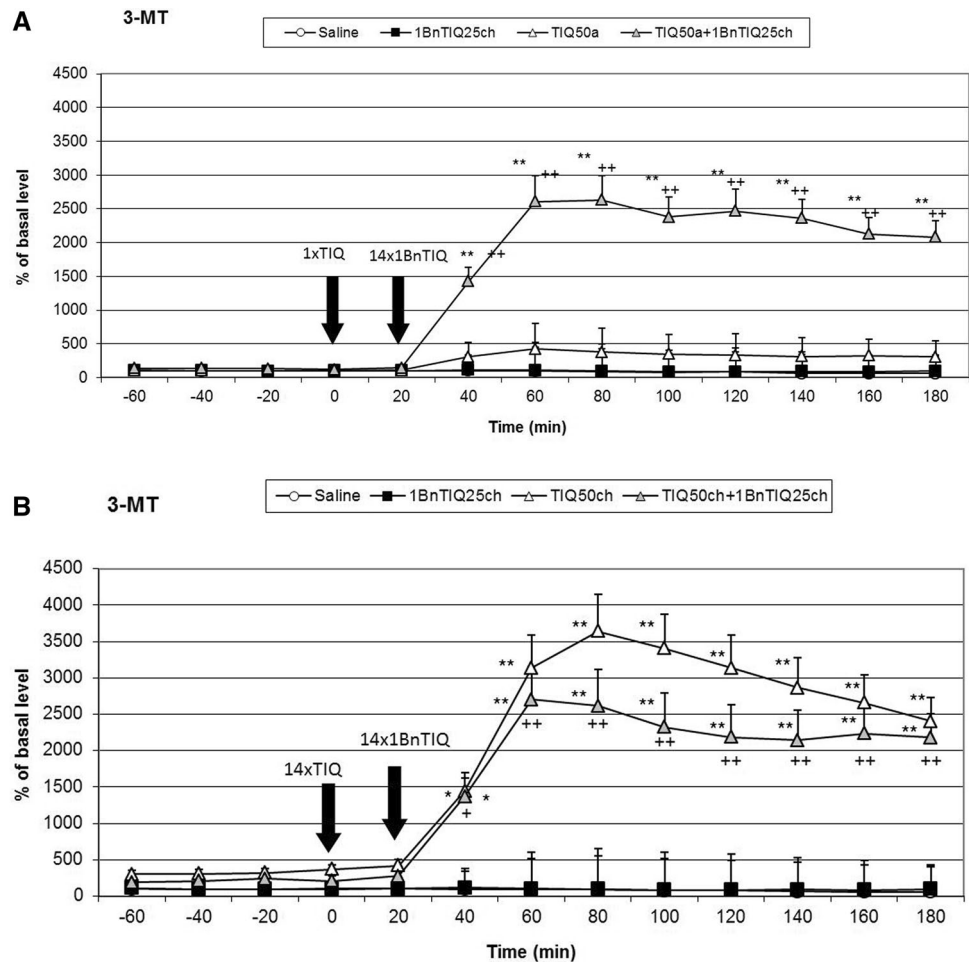 A
3-MT
Saline 1BnTIQ25ch TIQ50a TIQ50a+1BnTIQ25ch
4500
4000
3500
3000
2500
2000
1500
1000
500
0
% of basal level
1xTIQ
14x1BnTIQ
** ++
** ++
** ++
** ++
** ++
** ++
** ++
** ++
-60 -40 -20 0 20 40 60 80 100 120 140 160 180
Time (min)
B
3-MT
Saline 1BnTIQ25ch TIQ50ch TIQ50ch+1BnTIQ25ch
4500
4000
3500
3000
2500
2000
1500
1000
500
0
% of basal level
14xTIQ
14x1BnTIQ
* *
+
** ** ** ** ** ** **
** ** ** ** ** ** **
++ ++ ++ ++ ++ ++ ++
-60 -40 -20 0 20 40 60 80 100 120 140 160 180
Time (min)